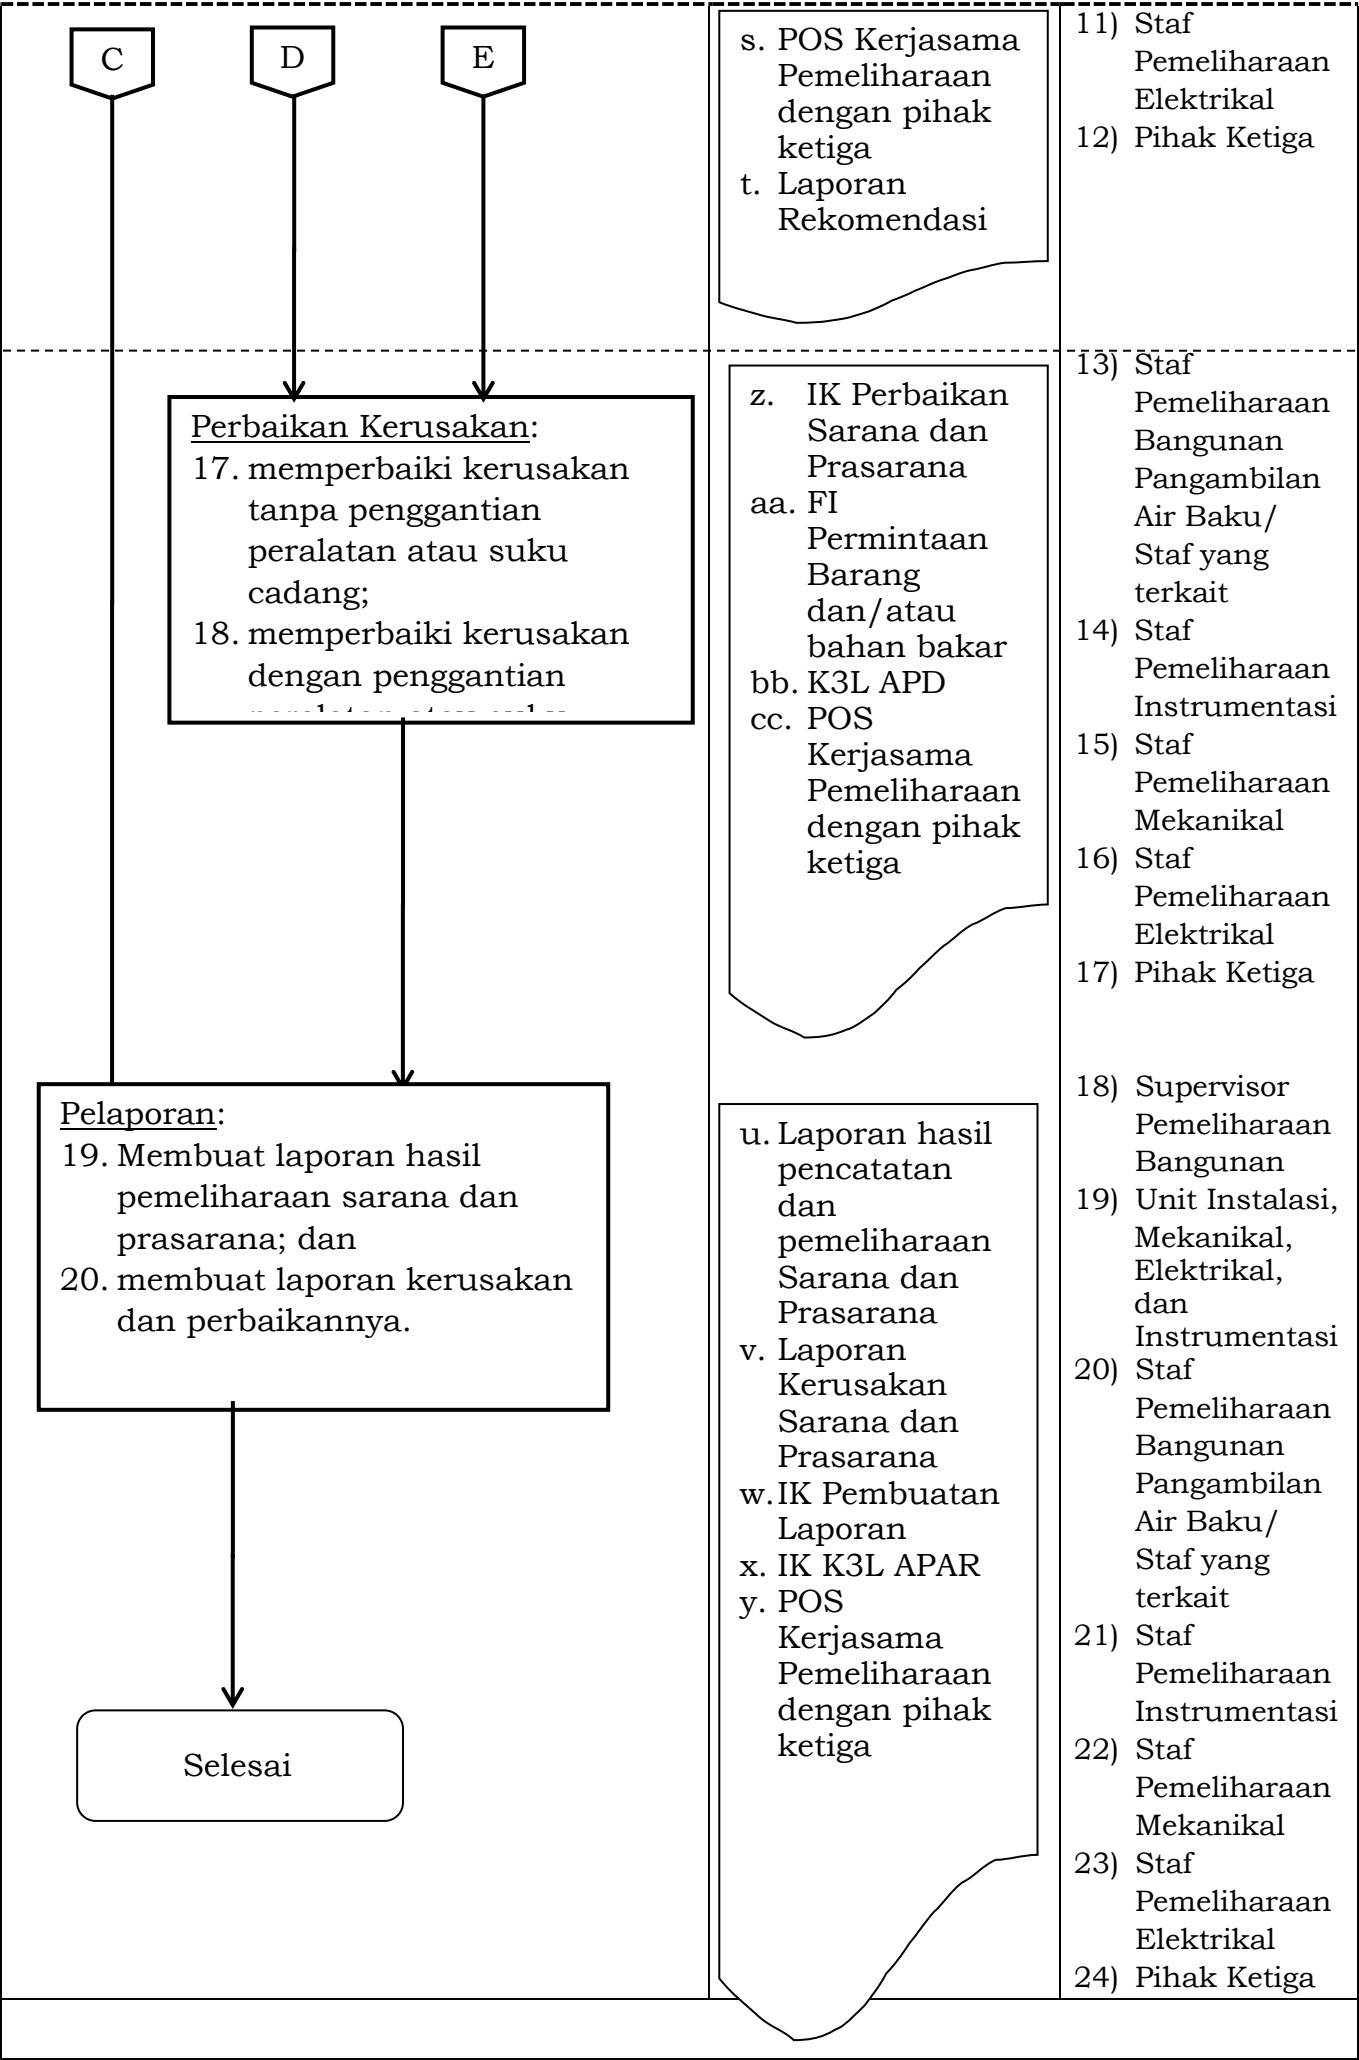 C
D
E
s. POS Kerjasama
Pemeliharaan
dengan pihak
ketiga
t. Laporan
Rekomendasi
11) Staf
Pemeliharaan
Elektrikal
12) Pihak Ketiga
Perbaikan Kerusakan:
17. memperbaiki kerusakan
tanpa penggantian
peralatan atau suku
cadang;
18. memperbaiki kerusakan
dengan penggantian
z. IK Perbaikan
Sarana dan
Prasarana
aa. FI
Permintaan
Barang
dan/atau
bahan bakar
bb. K3L APD
cc. POS
Kerjasama
Pemeliharaan
dengan pihak
ketiga
13) Staf
Pemeliharaan
Bangunan
Pangambilan
Air Baku/
Staf yang
terkait
14) Staf
Pemeliharaan
Instrumentasi
15) Staf
Pemeliharaan
Mekanikal
16) Staf
Pemeliharaan
Elektrikal
17) Pihak Ketiga
Pelaporan:
19. Membuat laporan hasil
pemeliharaan sarana dan
prasarana; dan
20. membuat laporan kerusakan
dan perbaikannya.
Selesai
u. Laporan hasil
pencatatan
dan
pemeliharaan
Sarana dan
Prasarana
v. Laporan
Kerusakan
Sarana dan
Prasarana
w. IK Pembuatan
Laporan
x. IK K3L APAR
y. POS
Kerjasama
Pemeliharaan
dengan pihak
ketiga
18) Supervisor
Pemeliharaan
Bangunan
19) Unit Instalasi,
Mekanikal,
Elektrikal,
dan
Instrumentasi
20) Staf
Pemeliharaan
Bangunan
Pangambilan
Air Baku/
Staf yang
terkait
21) Staf
Pemeliharaan
Instrumentasi
22) Staf
Pemeliharaan
Mekanikal
23) Staf
Pemeliharaan
Elektrikal
24) Pihak Ketiga